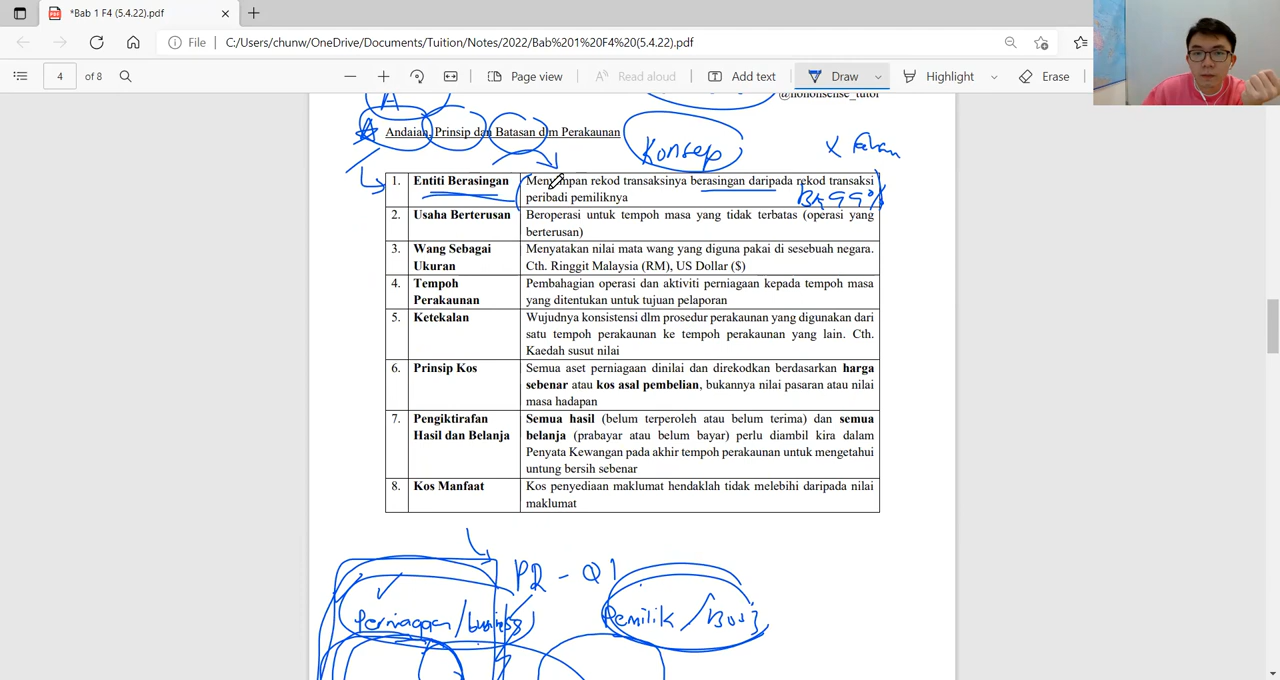 *Bab 1 F4 (5.4.22).pdf
File C:/Users/chunw/OneDrive/Documents/Tuition/Notes/2022/Bab%201%20F4%20(5.4.22).pdf
4 of 8 Page view Read aloud Add text Draw Highlight Erase
A
@nononsense_tutor
Andaian, Prinsip dan Batasan dlm Perakaunan
Konsep
X
1. Entiti Berasingan Menyimpan rekod transaksinya berasingan daripada rekod transaksi
peribadi pemiliknya
2. Usaha Berterusan Beroperasi untuk tempoh masa yang tidak terbatas (operasi yang
berterusan)
3. Wang Sebagai Menyatakan nilai mata wang yang diguna pakai di sesebuah negara.
Ukuran Cth. Ringgit Malaysia (RM), US Dollar ($)
4. Tempoh Pembahagian operasi dan aktiviti perniagaan kepada tempoh masa
Perakaunan yang ditentukan untuk tujuan pelaporan
5. Ketekalan Wujudnya konsistensi dlm prosedur perakaunan yang digunakan dari
satu tempoh perakaunan ke tempoh perakaunan yang lain. Cth.
Kaedah susut nilai
6. Prinsip Kos Semua aset perniagaan dinilai dan direkodkan berdasarkan harga
sebenar atau kos asal pembelian, bukannya nilai pasaran atau nilai
masa hadapan
7. Pengiktirafan Semua hasil (belum terperoleh atau belum terima) dan semua
Hasil dan Belanja belanja (prabayar atau belum bayar) perlu diambil kira dalam
Penyata Kewangan pada akhir tempoh perakaunan untuk mengetahui
untung bersih sebenar
8. Kos Manfaat Kos penyediaan maklumat hendaklah tidak melebihi daripada nilai
maklumat
PR - Q1
Perniagaan/business Pemilik/Boss